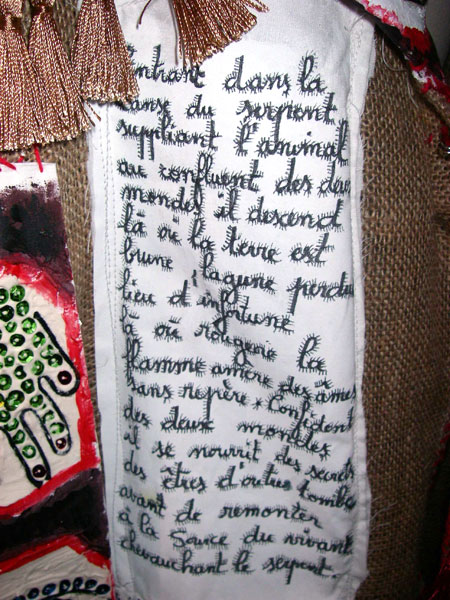 Entrant dans la
danse du serpent
suppliant l'animal
au confluent des deux
mondes il descend
là où la terre est
brune lagune perdue
lieu d'infortune
là où rougeoie la
flamme amère des âmes
sans repère * Confident
des deux mondes
il se nourrit des secrets
des êtres d'outre tombe
avant de remonter
à la source du vivant
chevauchant le serpent.